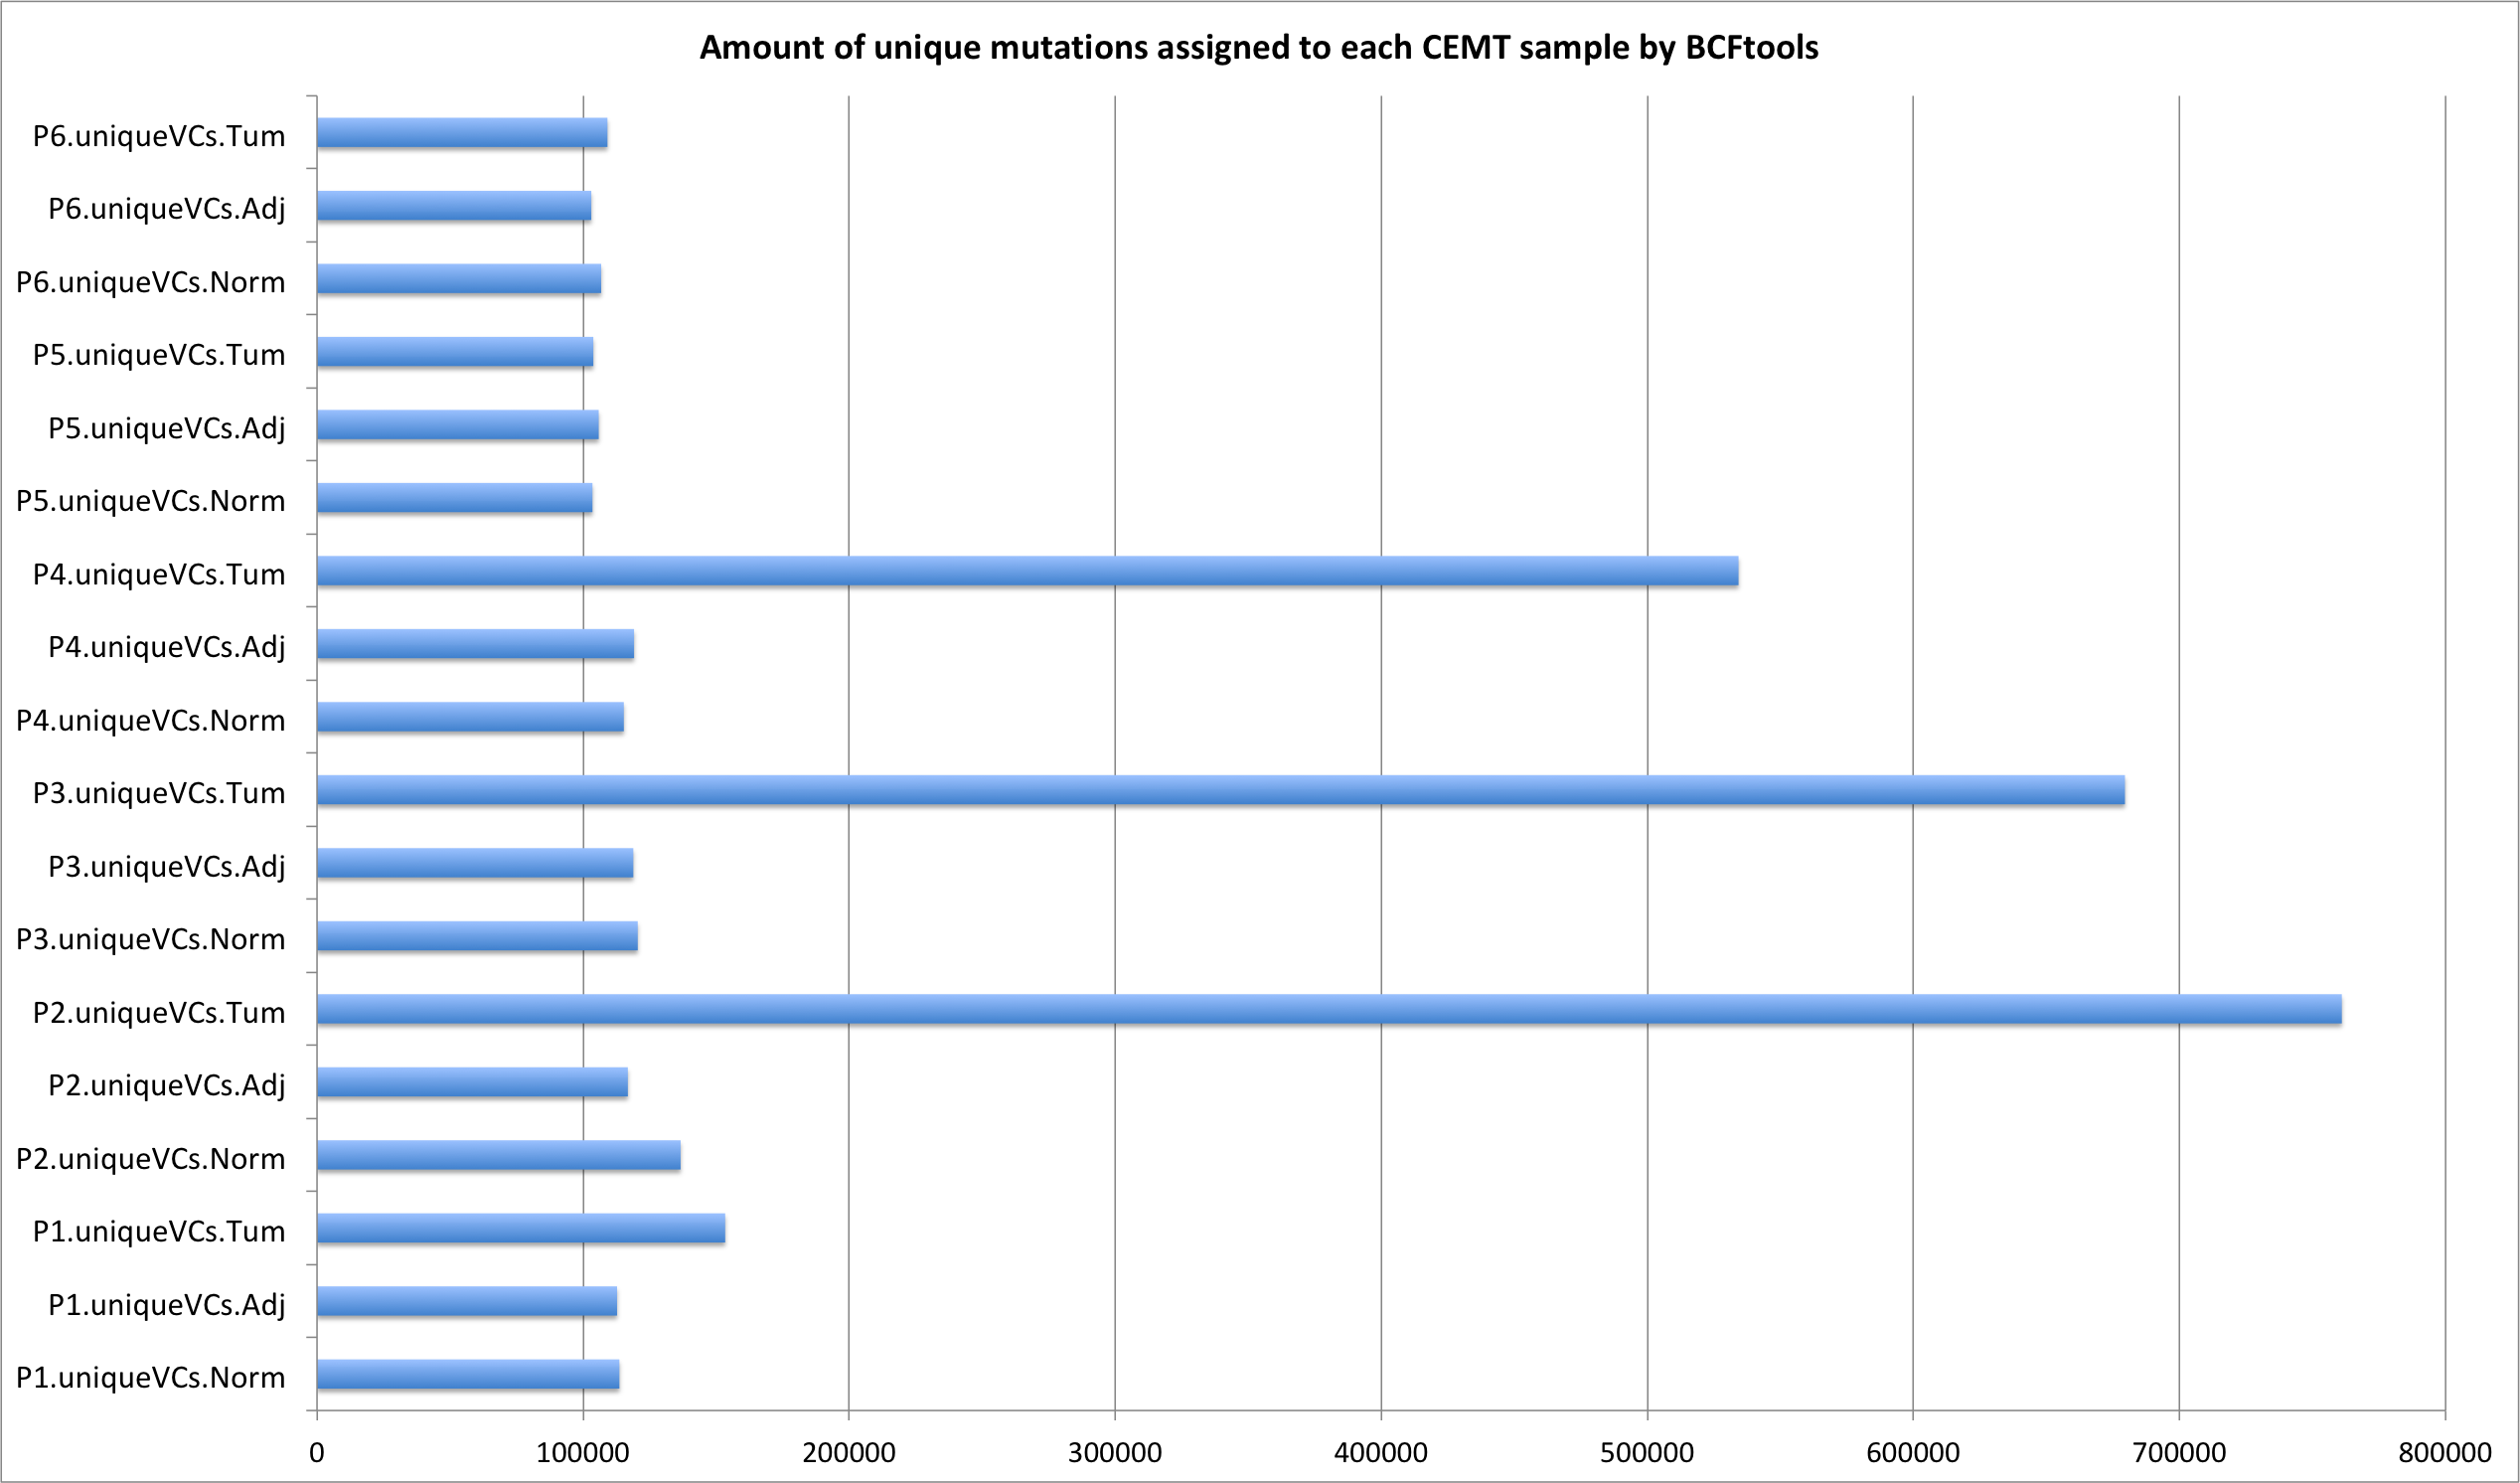 Amount of unique mutations assigned to each CEMT sample by BCFtools
P6.uniqueVCs.Tum
P6.uniqueVCs.Adj
P6.uniqueVCs.Norm
P5.uniqueVCs.Tum
P5.uniqueVCs.Adj
P5.uniqueVCs.Norm
P4.uniqueVCs.Tum
P4.uniqueVCs.Adj
P4.uniqueVCs.Norm
P3.uniqueVCs.Tum
P3.uniqueVCs.Adj
P3.uniqueVCs.Norm
P2.uniqueVCs.Tum
P2.uniqueVCs.Adj
P2.uniqueVCs.Norm
P1.uniqueVCs.Tum
P1.uniqueVCs.Adj
P1.uniqueVCs.Norm
0 100000 200000 300000 400000 500000 600000 700000 800000